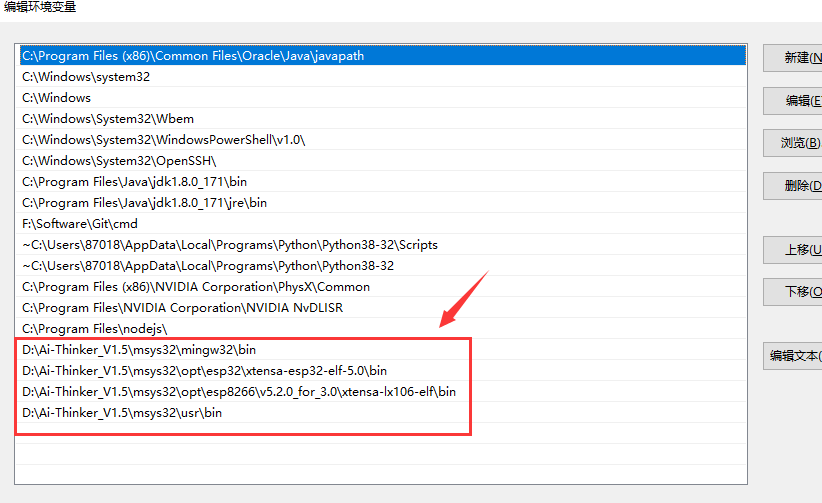 编辑环境变量
C:\Program Files (x86)\Common Files\Oracle\Java\javapath
C:\Windows\system32
C:\Windows
C:\Windows\System32\Wbem
C:\Windows\System32\WindowsPowerShell\v1.0\
C:\Windows\System32\OpenSSH\
C:\Program Files\Java\jdk1.8.0_171\bin
C:\Program Files\Java\jdk1.8.0_171\jre\bin
F:\Software\Git\cmd
~C:\Users\87018\AppData\Local\Programs\Python\Python38-32\Scripts
~C:\Users\87018\AppData\Local\Programs\Python\Python38-32
C:\Program Files (x86)\NVIDIA Corporation\PhysX\Common
C:\Program Files\NVIDIA Corporation\NVIDIA NvDLISR
C:\Program Files\nodejs\
D:\Ai-Thinker_V1.5\msys32\mingw32\bin
D:\Ai-Thinker_V1.5\msys32\opt\esp32\xtensa-esp32-elf-5.0\bin
D:\Ai-Thinker_V1.5\msys32\opt\esp8266\v5.2.0_for_3.0\xtensa-lx106-elf\bin
D:\Ai-Thinker_V1.5\msys32\usr\bin
新建(N
编辑(E
浏览(B)
删除(D
上移(U
下移(O
编辑文本(